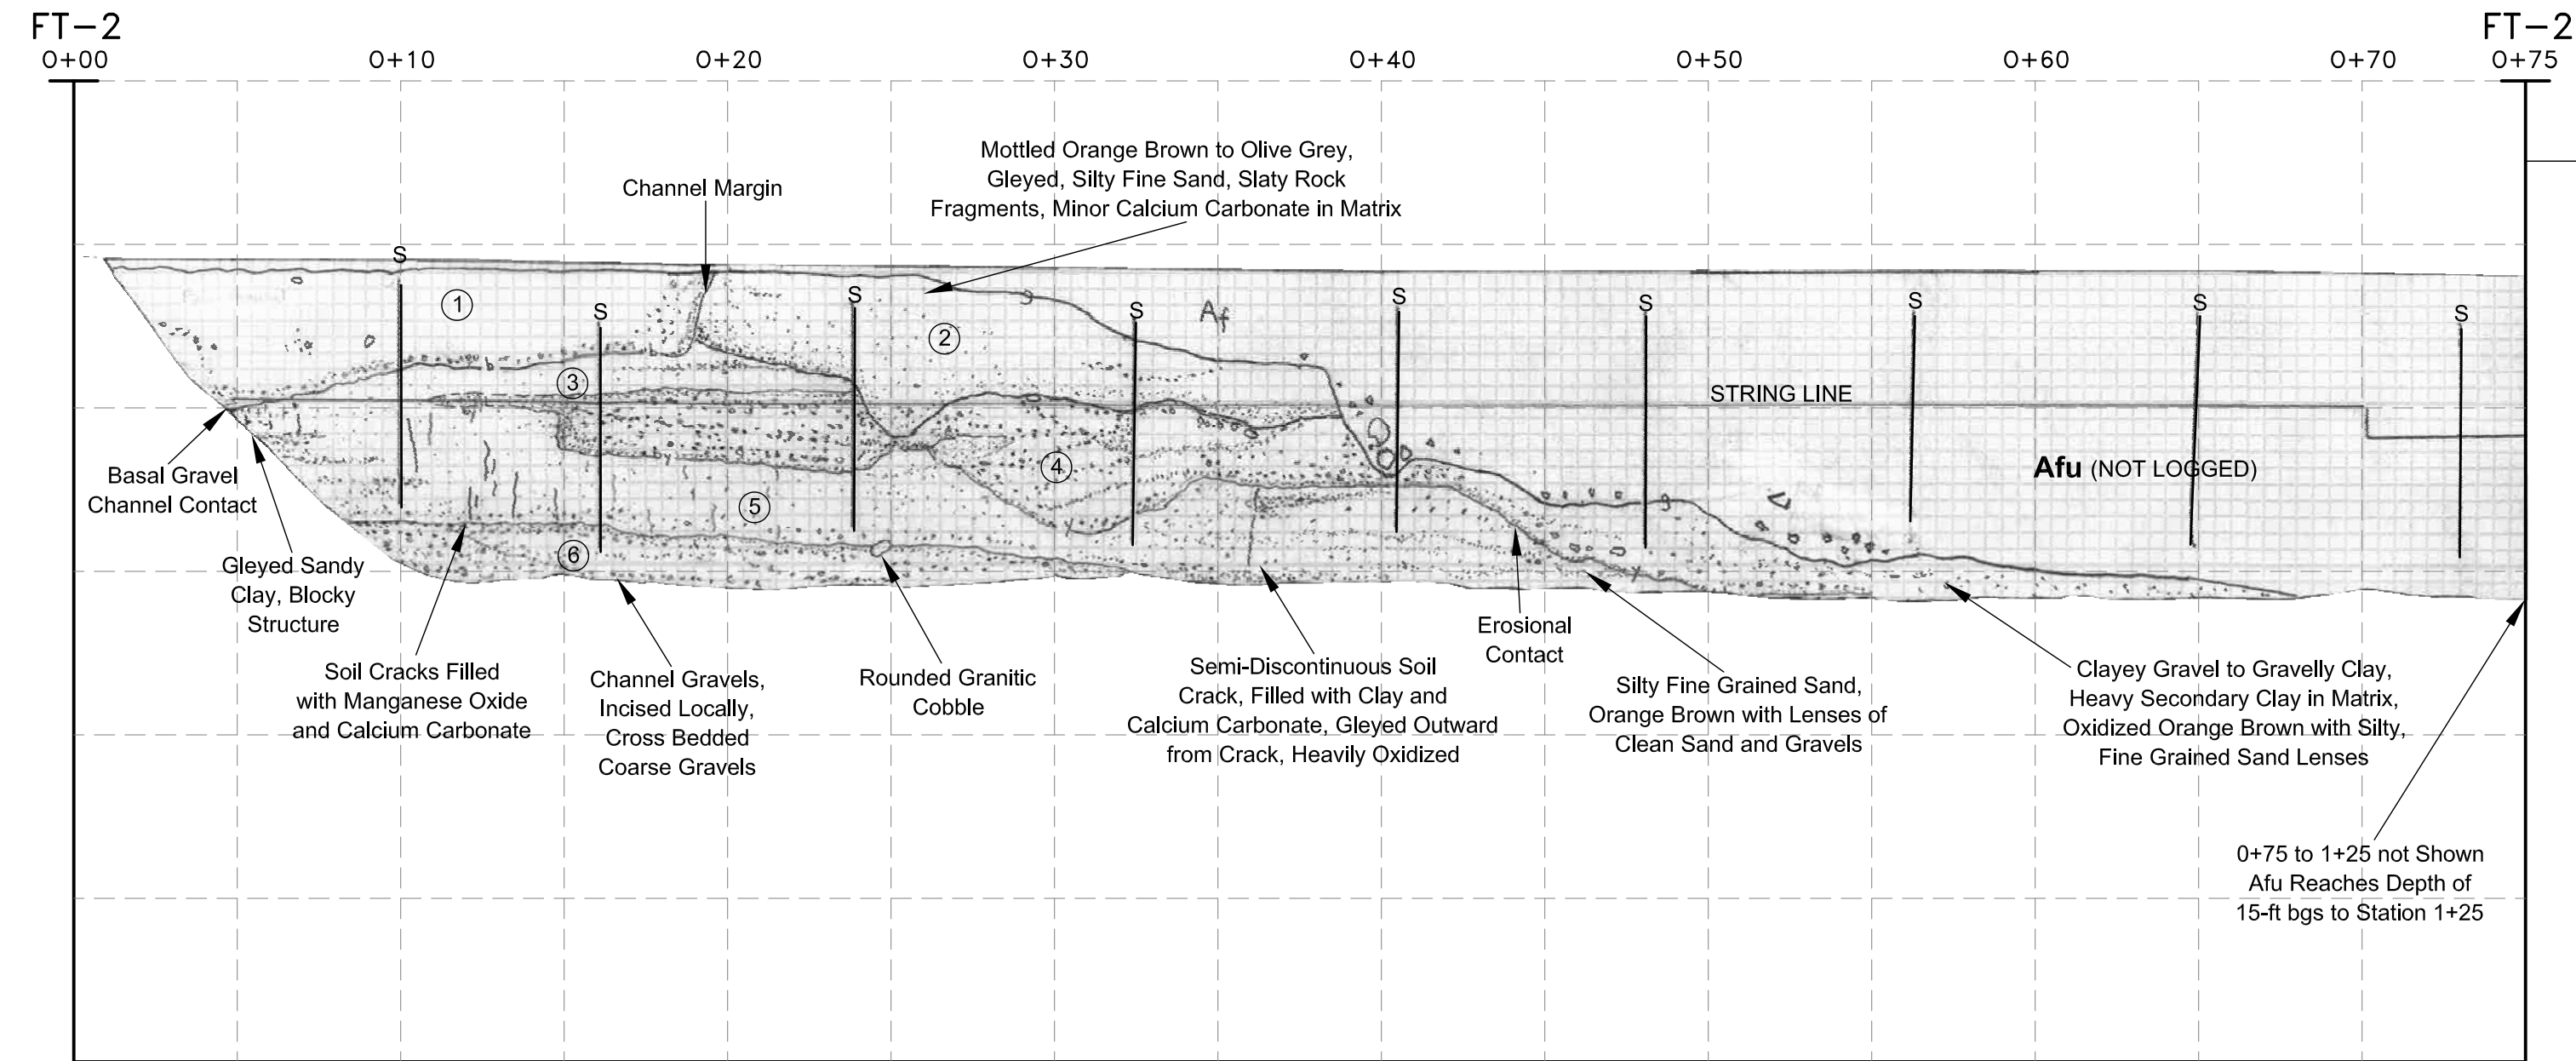 FT-2
FT-2
0+00
0+10
0+20
0+30
0+40
0+50
0+60
0+70
0+75
Mottled Orange Brown to Olive Grey,
Gleyed, Silty Fine Sand, Slaty Rock
Fragments, Minor Calcium Carbonate in Matrix
Channel Margin
S
S
S
S
S
S
S
S
S
1
2
Af
3
STRING LINE
4
Afu (NOT LOGGED)
5
6
Basal Gravel
Channel Contact
Gleyed Sandy
Clay, Blocky
Structure
Soil Cracks Filled
with Manganese Oxide
and Calcium Carbonate
Channel Gravels,
Incised Locally,
Cross Bedded
Coarse Gravels
Rounded Granitic
Cobble
Semi-Discontinuous Soil
Crack, Filled with Clay and
Calcium Carbonate, Gleyed Outward
from Crack, Heavily Oxidized
Erosional
Contact
Silty Fine Grained Sand,
Orange Brown with Lenses of
Clean Sand and Gravels
Clayey Gravel to Gravelly Clay,
Heavy Secondary Clay in Matrix,
Oxidized Orange Brown with Silty,
Fine Grained Sand Lenses
0+75 to 1+25 not Shown
Afu Reaches Depth of
15-ft bgs to Station 1+25